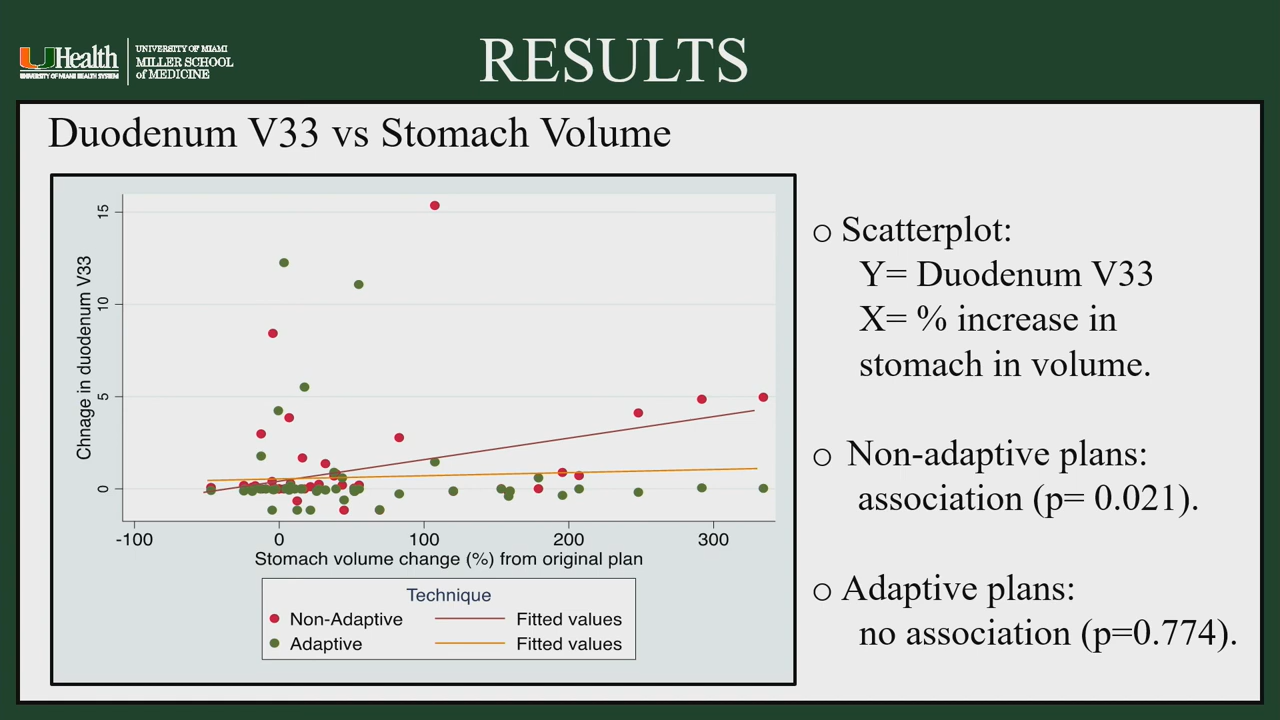 UHealth
UNIVERSITY OF MIAMI HEALTH SYSTEM
UNIVERSITY OF MIAMI
MILLER SCHOOL
of MEDICINE
RESULTS
Duodenum V33 vs Stomach Volume
Chnage in duodenum V33
15
10
5
0
-100 0 100 200 300
Stomach volume change (%) from original plan
Technique
Non-Adaptive Fitted values
Adaptive Fitted values
o Scatterplot:
Y= Duodenum V33
X= % increase in
stomach in volume.
o Non-adaptive plans:
association (p= 0.021).
o Adaptive plans:
no association (p=0.774).